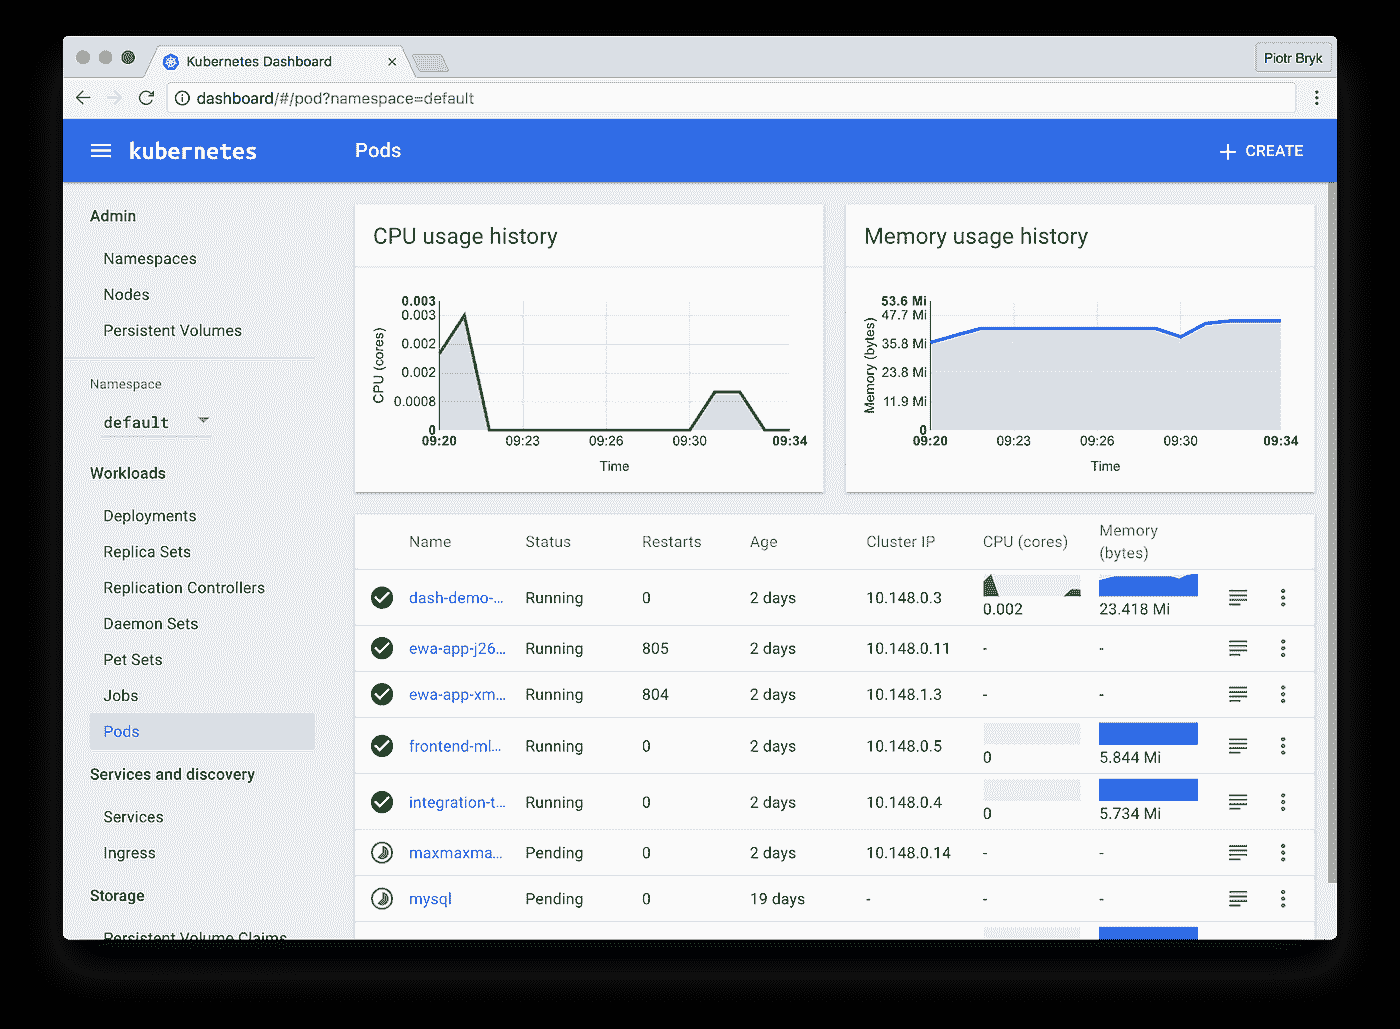 Kubernetes Dashboard
Piotr Bryk
dashboard/#/pod?namespace=default
kubernetes
Pods
CREATE
Admin
Namespaces
Nodes
Persistent Volumes
Namespace
default
Workloads
Deployments
Replica Sets
Replication Controllers
Daemon Sets
Pet Sets
Jobs
Pods
Services and discovery
Services
Ingress
Storage
Persistent Volume Claims
CPU usage history
CPU (cores)
0.003
0.003
0.002
0.002
0.0008
0
09:20 09:23 09:26 09:30 09:34
Time
Memory usage history
Memory (bytes)
53.6 Mi
47.7 Mi
35.8 Mi
23.8 Mi
11.9 Mi
0
09:20 09:23 09:26 09:30 09:34
Time
Name Status Restarts Age Cluster IP CPU (cores) Memory (bytes)
dash-demo-... Running 0 2 days 10.148.0.3 0.002 23.418 Mi
ewa-app-j26... Running 805 2 days 10.148.0.11 - -
ewa-app-xm... Running 804 2 days 10.148.1.3 - -
frontend-ml... Running 0 2 days 10.148.0.5 0 5.844 Mi
integration-t... Running 0 2 days 10.148.0.4 0 5.734 Mi
maxmaxma... Pending 0 2 days 10.148.0.14 - -
mysql Pending 0 19 days - - -